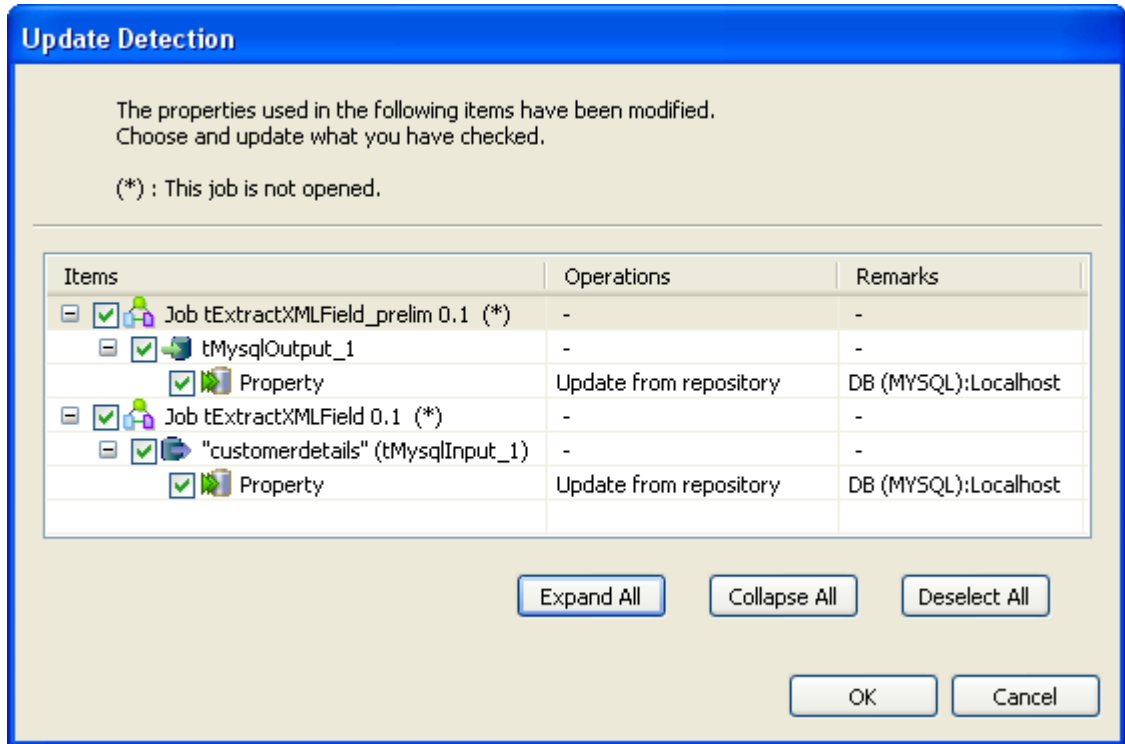 Update Detection
The properties used in the following items have been modified.
Choose and update what you have checked.
(*) : This job is not opened.
Items Operations Remarks
Job tExtractXMLField_prelim 0.1 (*) - -
tMysqlOutput_1 - -
Property Update from repository DB (MYSQL):Localhost
Job tExtractXMLField 0.1 (*) - -
"customerdetails" (tMysqlInput_1) - -
Property Update from repository DB (MYSQL):Localhost
Expand All Collapse All Deselect All
OK Cancel